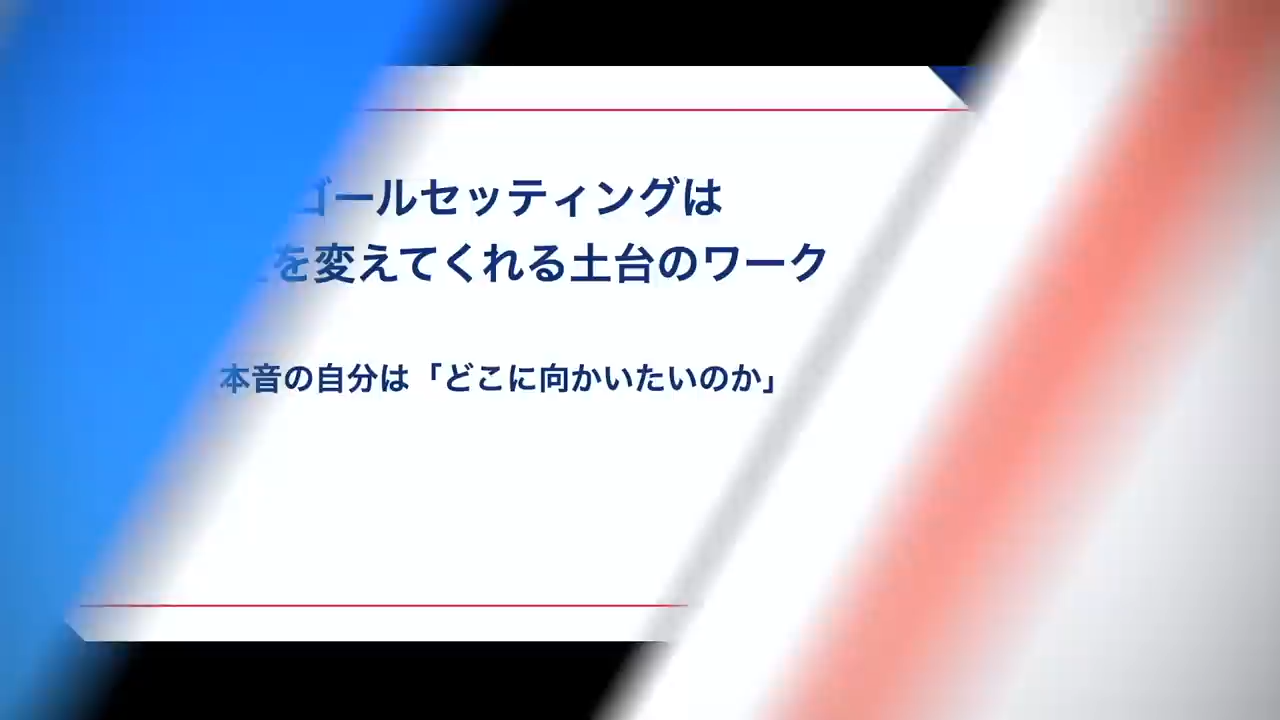 ゴールセッティングは
を変えてくれる土台のワーク
本音の自分は「どこに向かいたいのか」